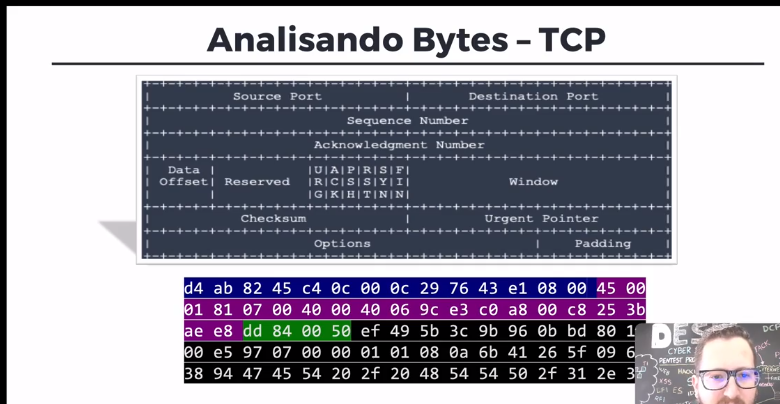 Analisando Bytes – TCP
+-+-+-+-+-+-+-+-+-+-+-+-+-+-+-+-+-+-+-+-+-+-+-+-+-+-+-+-+-+-+-+-+
|          Source Port          |       Destination Port        |
+-+-+-+-+-+-+-+-+-+-+-+-+-+-+-+-+-+-+-+-+-+-+-+-+-+-+-+-+-+-+-+-+
|                        Sequence Number                        |
+-+-+-+-+-+-+-+-+-+-+-+-+-+-+-+-+-+-+-+-+-+-+-+-+-+-+-+-+-+-+-+-+
|                    Acknowledgment Number                      |
+-+-+-+-+-+-+-+-+-+-+-+-+-+-+-+-+-+-+-+-+-+-+-+-+-+-+-+-+-+-+-+-+
|  Data |           |U|A|P|R|S|F|                               |
| Offset| Reserved  |R|C|S|S|Y|I|            Window             |
|       |           |G|K|H|T|N|N|                               |
+-+-+-+-+-+-+-+-+-+-+-+-+-+-+-+-+-+-+-+-+-+-+-+-+-+-+-+-+-+-+-+-+
|           Checksum            |         Urgent Pointer        |
+-+-+-+-+-+-+-+-+-+-+-+-+-+-+-+-+-+-+-+-+-+-+-+-+-+-+-+-+-+-+-+-+
|                    Options                    |    Padding    |
+-+-+-+-+-+-+-+-+-+-+-+-+-+-+-+-+-+-+-+-+-+-+-+-+-+-+-+-+-+-+-+-+
d4 ab 82 45 c4 0c 00 0c 29 76 43 e1 08 00 45 00
01 81 07 00 40 00 40 06 9c e3 c0 a8 00 c8 25 3b
ae e8 dd 84 00 50 ef 49 5b 3c 9b 96 0b bd 80 1
00 e5 97 07 00 00 01 01 08 0a 6b 41 26 5f 09 6
38 94 47 45 54 20 2f 20 48 54 54 50 2f 31 2e 3
DES
DCP
CYBER
PENTEST PRO
HACK
XSS